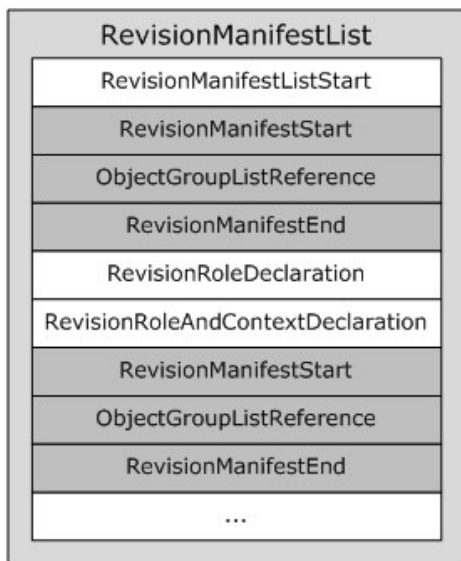 RevisionManifestList
RevisionManifestListStart
RevisionManifestStart
ObjectGroupListReference
RevisionManifestEnd
RevisionRoleDeclaration
RevisionRoleAndContextDeclaration
RevisionManifestStart
ObjectGroupListReference
RevisionManifestEnd
...